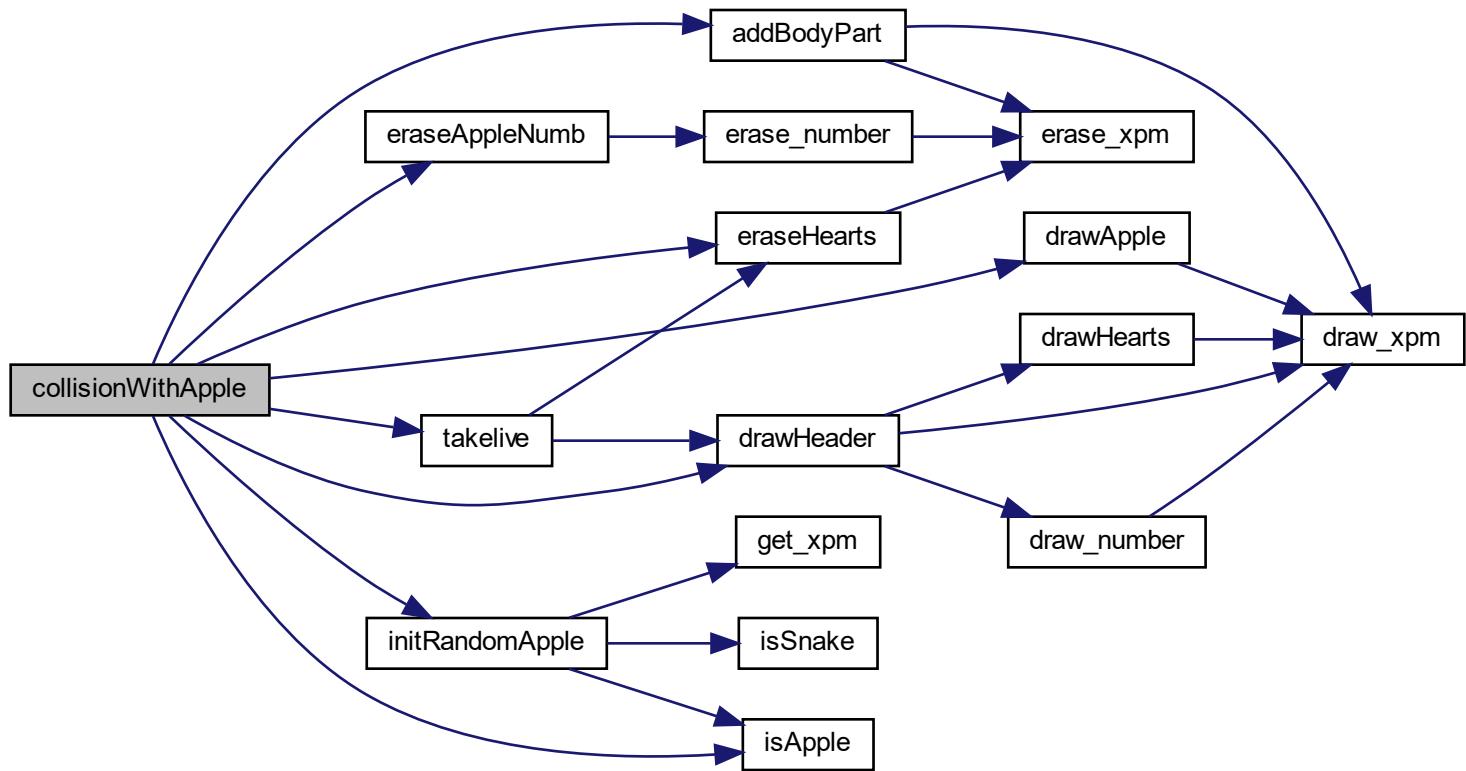 addBodyPart
eraseAppleNumb
erase_number
erase_xpm
eraseHearts
drawApple
drawHearts
draw_xpm
collisionWithApple
takelive
drawHeader
get_xpm
draw_number
initRandomApple
isSnake
isApple